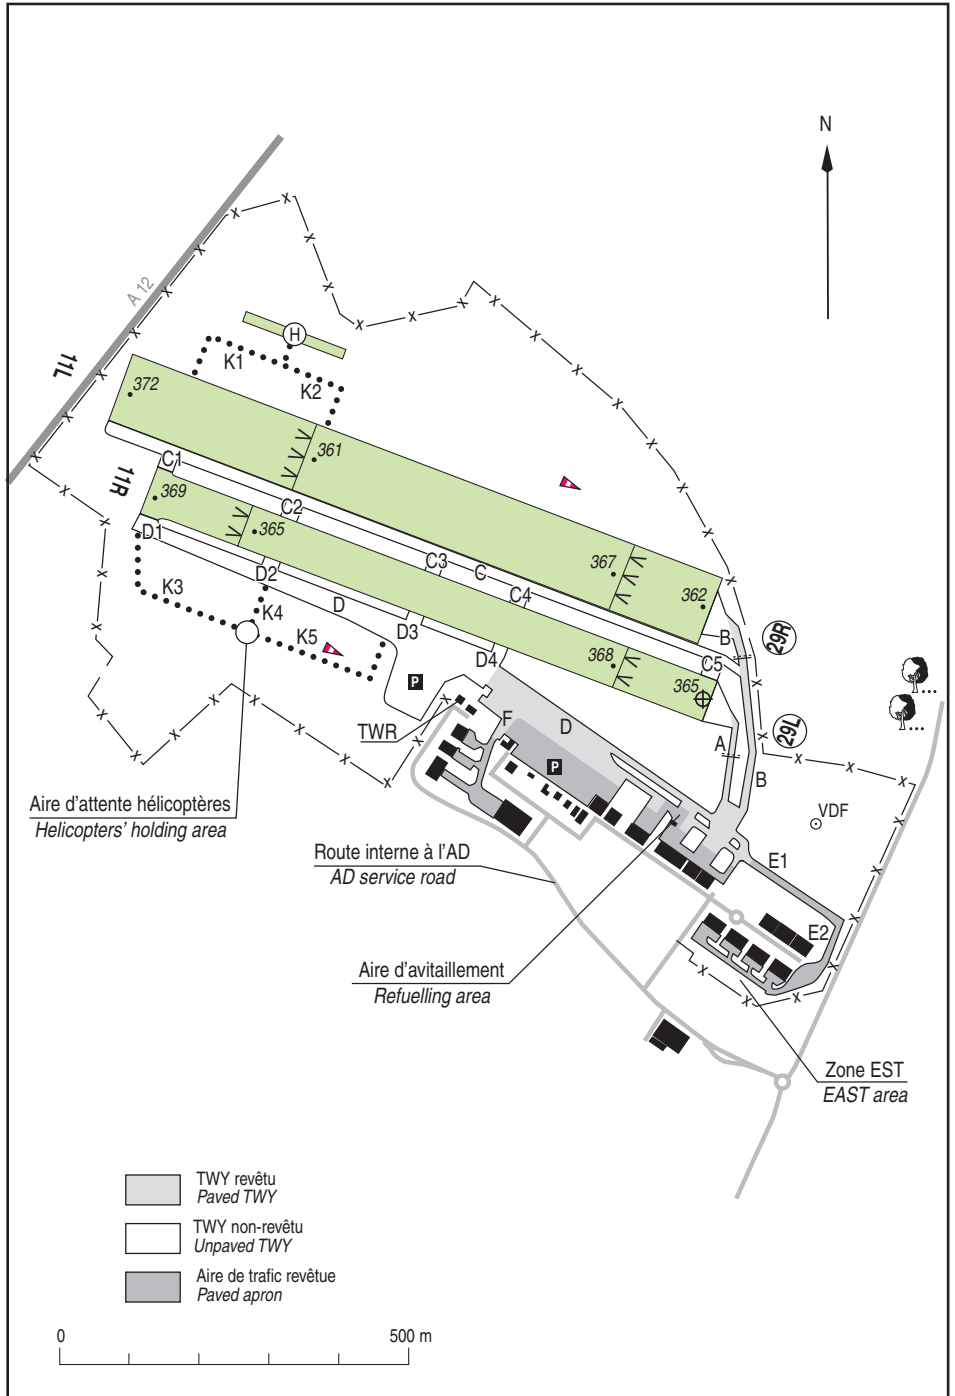 N
A 12
11L
H
K1
K2
372
361
C1
11R
369
C2
365
D1
C3
C
367
D2
C4
362
K3
D
K4
B
29R
D3
K5
C5
368
D4
365
P
TWR
F
D
A
29L
P
B
Aire d'attente hélicoptères
Helicopters' holding area
VDF
Route interne à l'AD
AD service road
E1
E2
Aire d'avitaillement
Refuelling area
Zone EST
EAST area
TWY revêtu
Paved TWY
TWY non-revêtu
Unpaved TWY
Aire de trafic revêtue
Paved apron
0
500 m